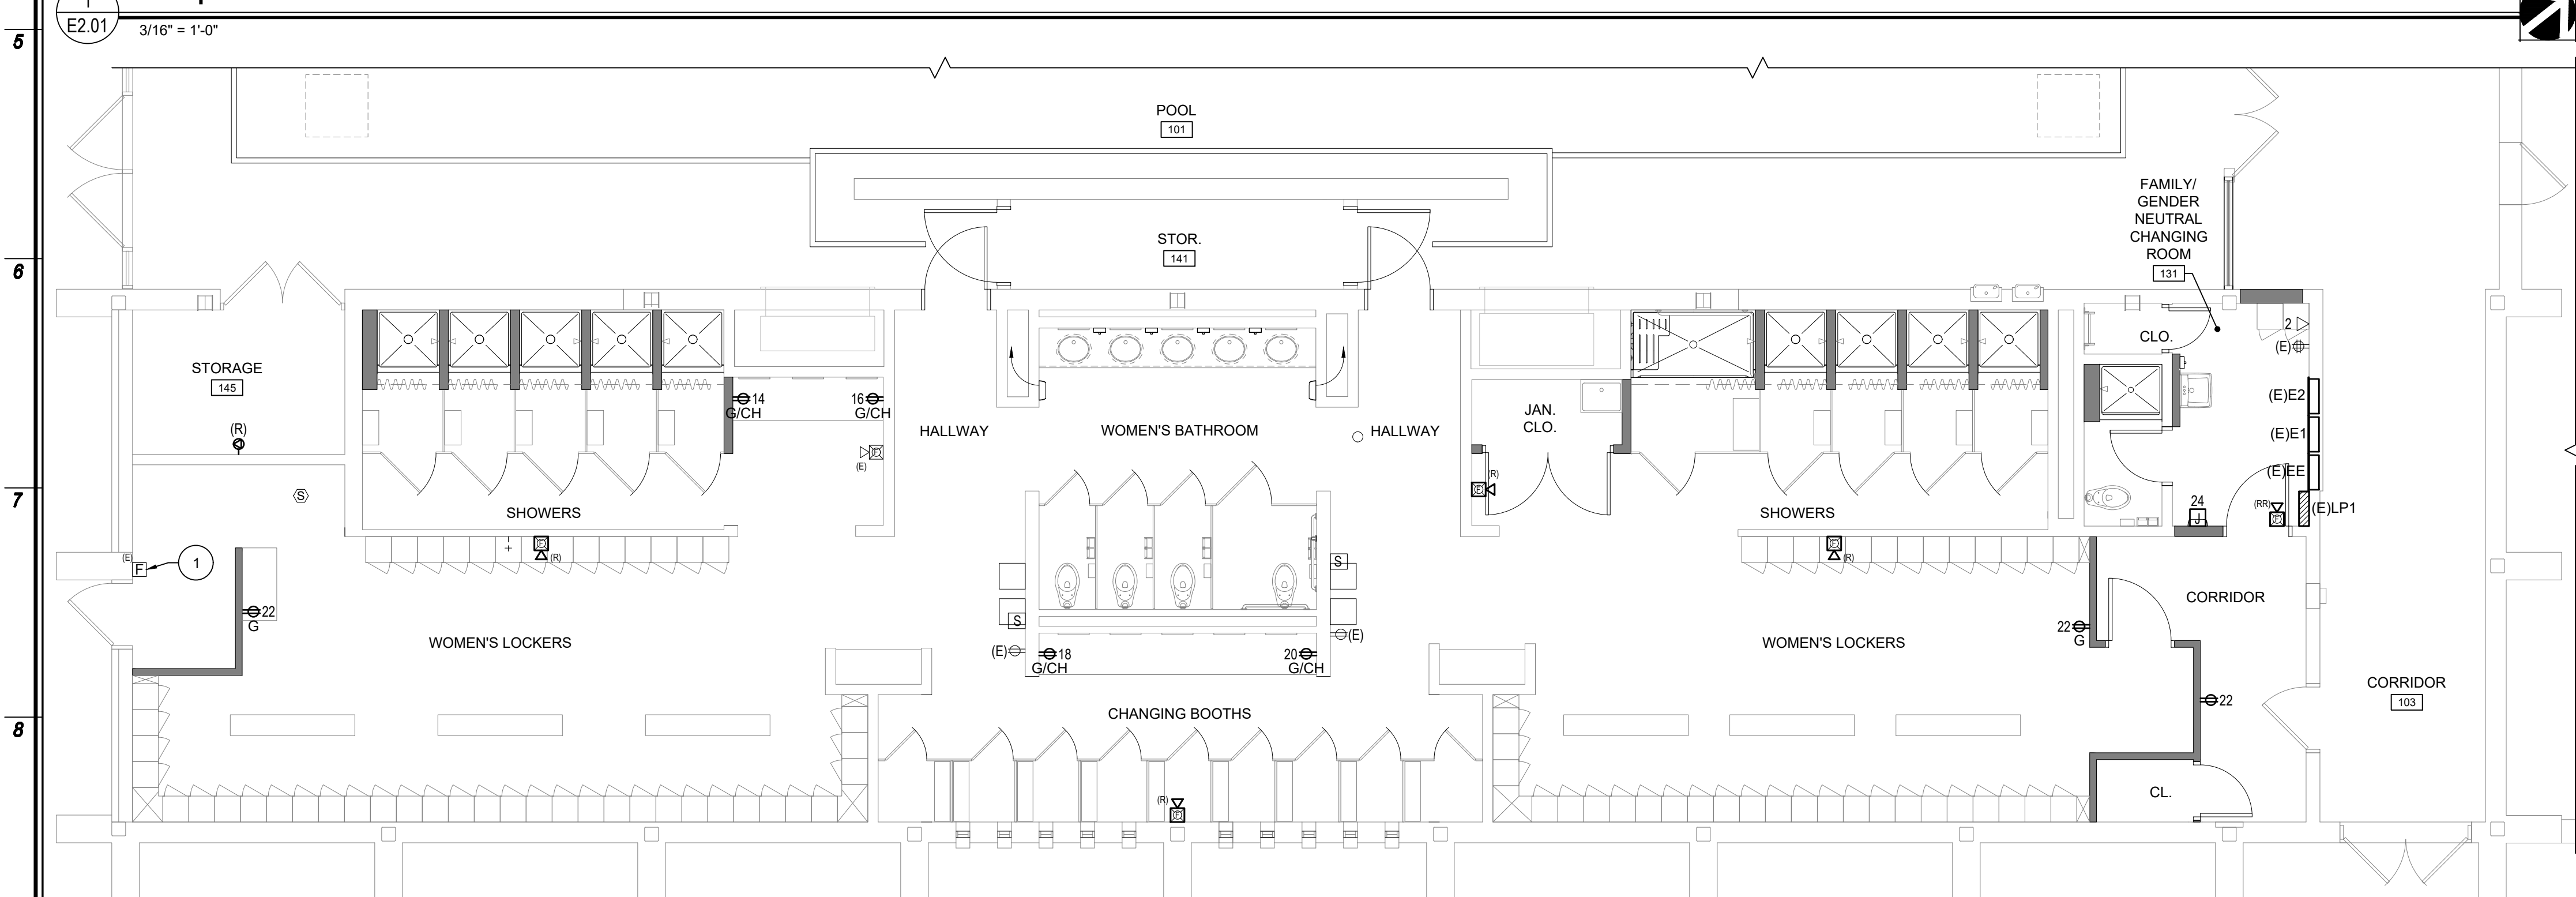 E2.01
3/16" = 1'-0"
5
6
7
8
POOL
101
STOR.
141
FAMILY/
GENDER
NEUTRAL
CHANGING
ROOM
131
2
(E)
CLO.
STORAGE
145
(R)
S
14
G/CH
16
G/CH
(E)
F
HALLWAY
WOMEN'S BATHROOM
HALLWAY
JAN.
CLO.
(R)
F
(E)E2
(E)E1
(E)EE
(E)LP1
24
J
(RR)
F
SHOWERS
SHOWERS
F
(R)
F
(R)
(E)
F
1
22
G
WOMEN'S LOCKERS
S
S
(E)
(E)
18
G/CH
20
G/CH
WOMEN'S LOCKERS
22
G
CORRIDOR
22
CORRIDOR
103
CHANGING BOOTHS
(R)
F
CL.